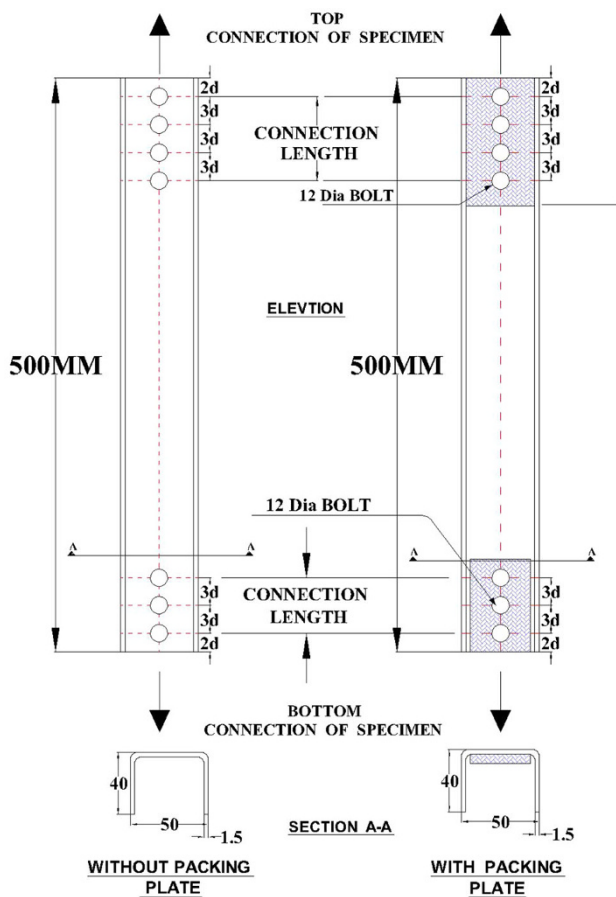 TOP
CONNECTION OF SPECIMEN
2d
3d
3d
3d
CONNECTION
LENGTH
12 Dia BOLT
2d
3d
3d
3d
ELEVTION
500MM
500MM
12 Dia BOLT
A
A
A
A
CONNECTION
LENGTH
3d
3d
2d
3d
3d
2d
BOTTOM
CONNECTION OF SPECIMEN
40
50
1.5
SECTION A-A
40
50
1.5
WITHOUT PACKING
PLATE
WITH PACKING
PLATE